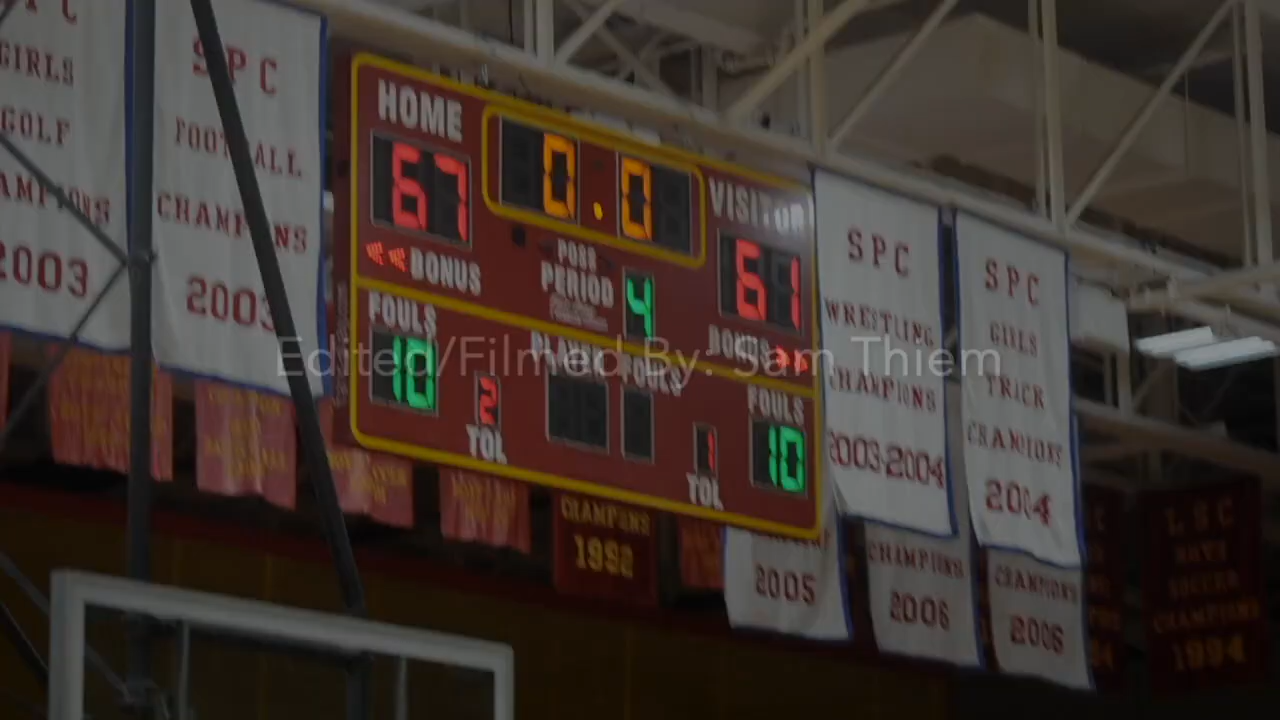 SPC
GIRLS
GOLF
2003
SPC
FOOTBALL
CHAMPIONS
2003
HOME
67
0.0
VISITOR
61
BONUS
POSS
PERIOD
4
BONUS
FOULS
10
2
TOL
PLAYER FOULS
1
TOL
FOULS
10
Edited/Filmed By: Sam Thiem
SPC
WRESTLING
CHAMPIONS
2003-2004
SPC
GIRLS
TRACK
CHAMPIONS
2004
CHAMPIONS
1992
2005
CHAMPIONS
2006
CHAMPIONS
2006
LSC
BOYS
SOCCER
CHAMPIONS
1994